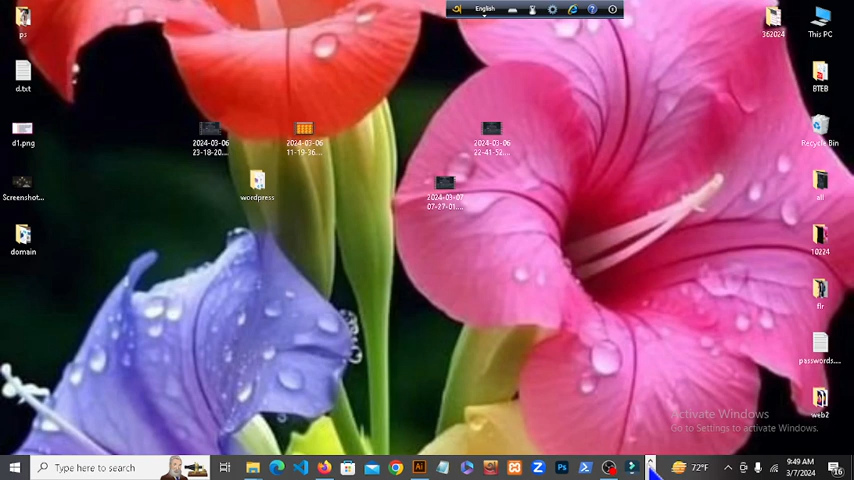 English
ps
362024
This PC
d.txt
BTEB
d1.png
2024-03-06
23-18-20...
2024-03-06
11-19-36....
2024-03-06
22-41-52....
Recycle Bin
Screenshot...
wordpress
2024-03-07
07-27-01....
all
domain
10224
flr
passwords....
web2
Activate Windows
Go to Settings to activate Windows.
Type here to search
72°F
9:49 AM
3/7/2024
16